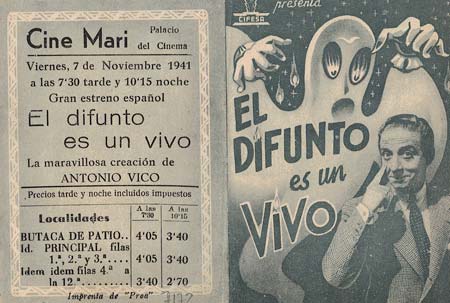 Cine Mari
Palacio
del Cinema
Viernes, 7 de Noviembre 1941
a las 7'30 tarde y 10'15 noche
Gran estreno español
El difunto
es un vivo
La maravillosa creación de
ANTONIO VICO
Precios tarde y noche incluidos impuestos
Localidades A las 7'30 A las 10'15
BUTACA DE PATIO.. 4'05 3'40
Id. PRINCIPAL filas
1.ª, 2.ª y 3.ª.... 4'05 3'40
Idem idem filas 4.ª a
la 12.ª 3'40 2'70
Imprenta de "Proa"
CIFESA
presenta
EL
DIFUNTO
es un
VIVO